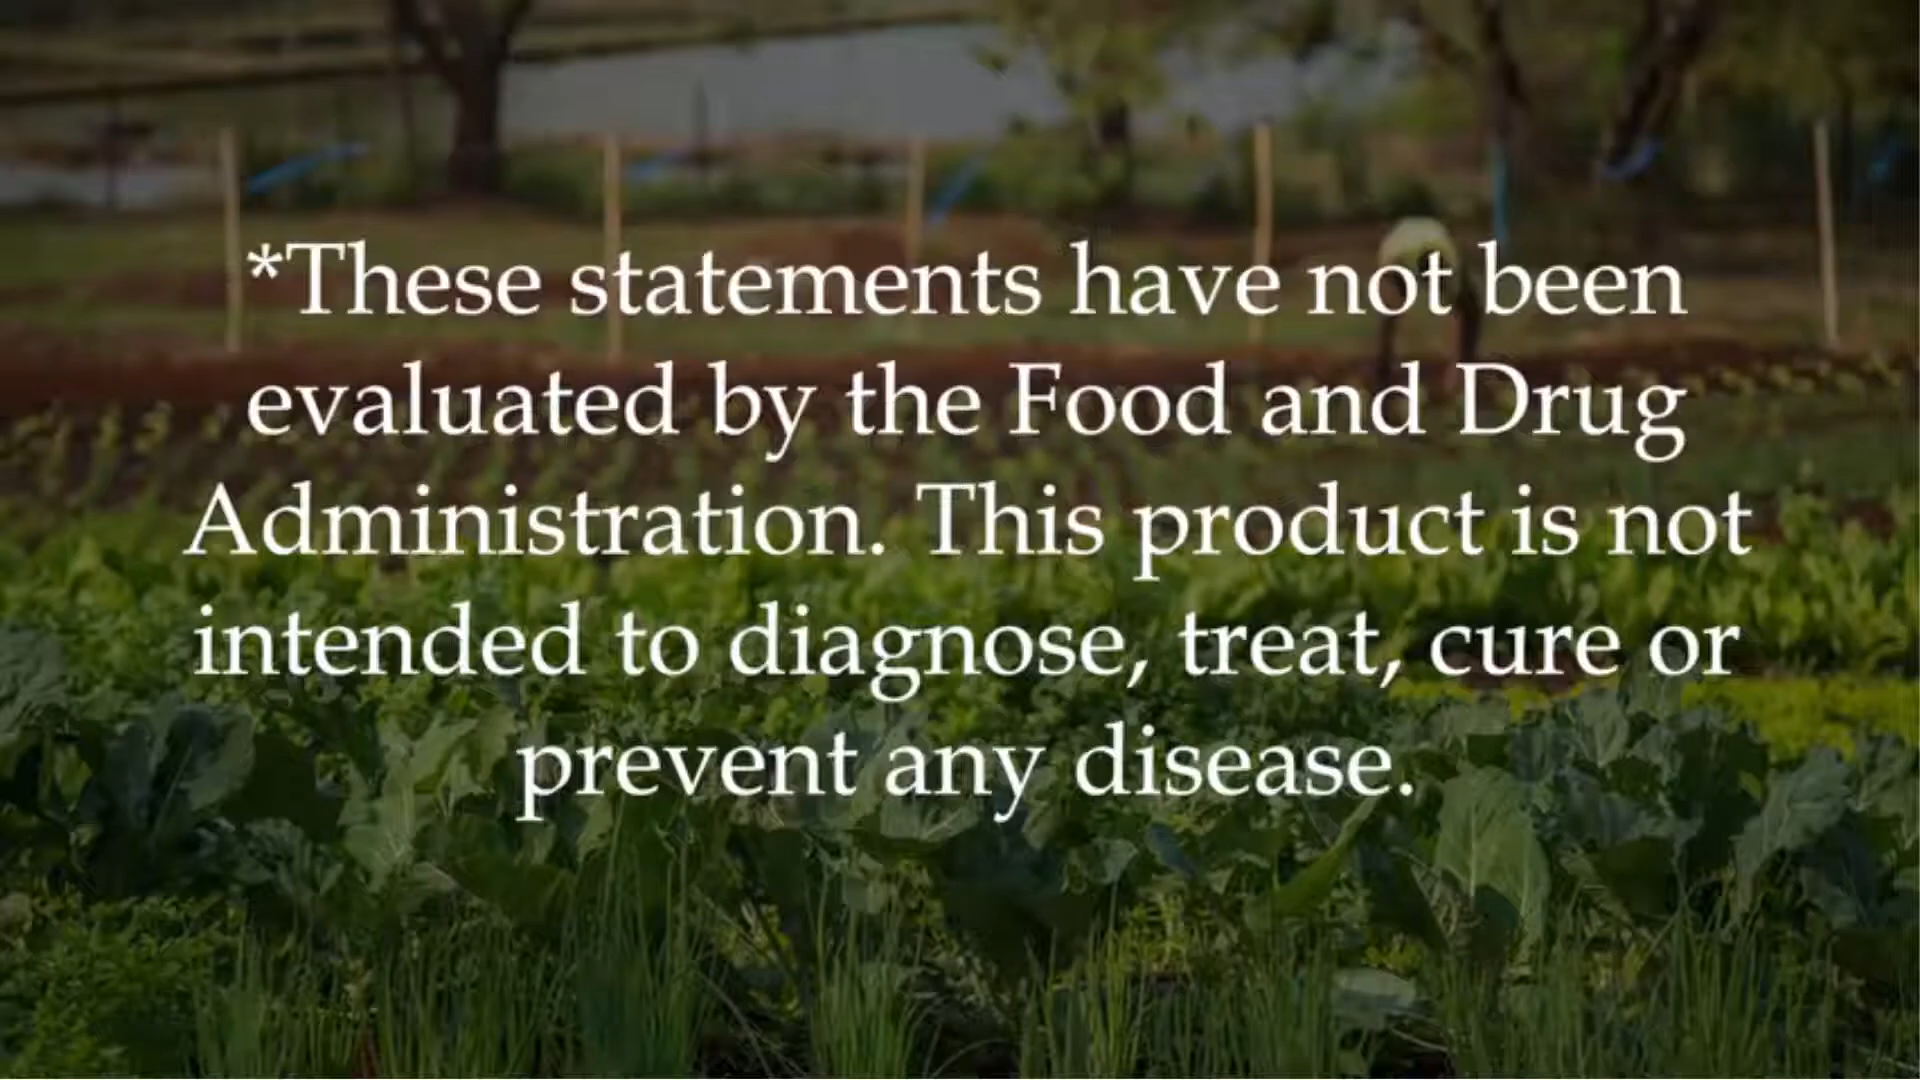 *These statements have not been
evaluated by the Food and Drug
Administration. This product is not
intended to diagnose, treat, cure or
prevent any disease.